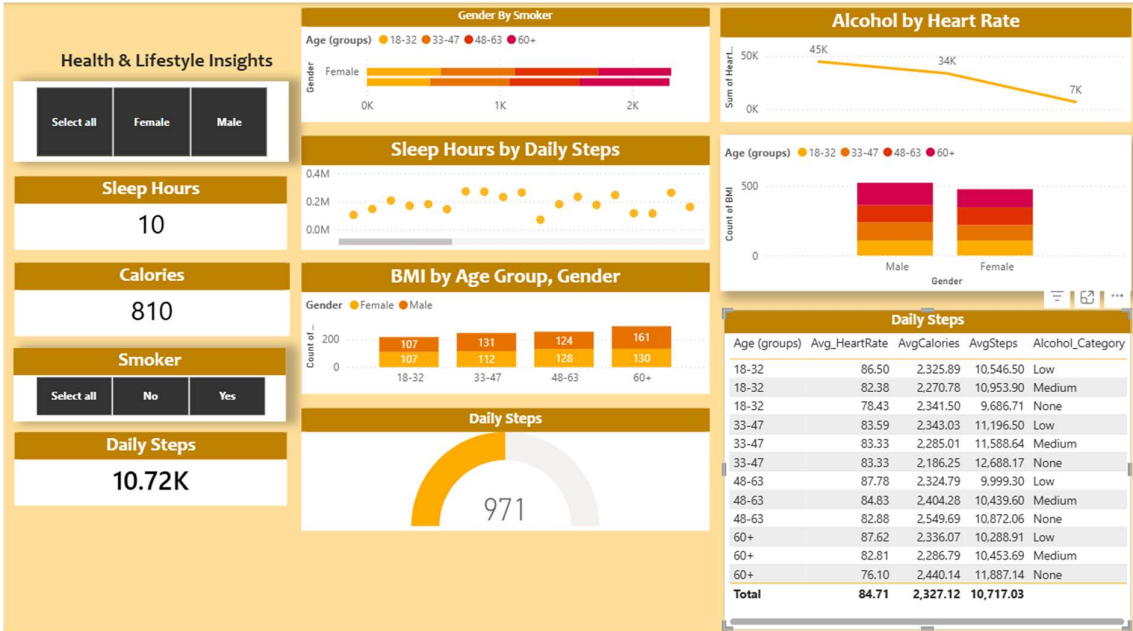 Health & Lifestyle Insights
Select all Female Male
Sleep Hours
10
Calories
810
Smoker
Select all No Yes
Daily Steps
10.72K
Gender By Smoker
Age (groups) 18-32 33-47 48-63 60+
Gender
Female
0K 1K 2K
Sleep Hours by Daily Steps
0.4M
0.2M
0.0M
BMI by Age Group, Gender
Gender Female Male
Count of ...
200
0
107 131 124 161
107 112 128 130
18-32 33-47 48-63 60+
Daily Steps
971
Alcohol by Heart Rate
Sum of Heart...
50K
0K
45K
34K
7K
Age (groups) 18-32 33-47 48-63 60+
Count of BMI
500
0
Male Female
Gender
Daily Steps
Age (groups) Avg_HeartRate AvgCalories AvgSteps Alcohol_Category
18-32 86.50 2,325.89 10,546.50 Low
18-32 82.38 2,270.78 10,953.90 Medium
18-32 78.43 2,341.50 9,686.71 None
33-47 83.59 2,343.03 11,196.50 Low
33-47 83.33 2,285.01 11,588.64 Medium
33-47 83.33 2,186.25 12,688.17 None
48-63 87.78 2,324.79 9,999.30 Low
48-63 84.83 2,404.28 10,439.60 Medium
48-63 82.88 2,549.69 10,872.06 None
60+ 87.62 2,336.07 10,288.91 Low
60+ 82.81 2,286.79 10,453.69 Medium
60+ 76.10 2,440.14 11,887.14 None
Total 84.71 2,327.12 10,717.03